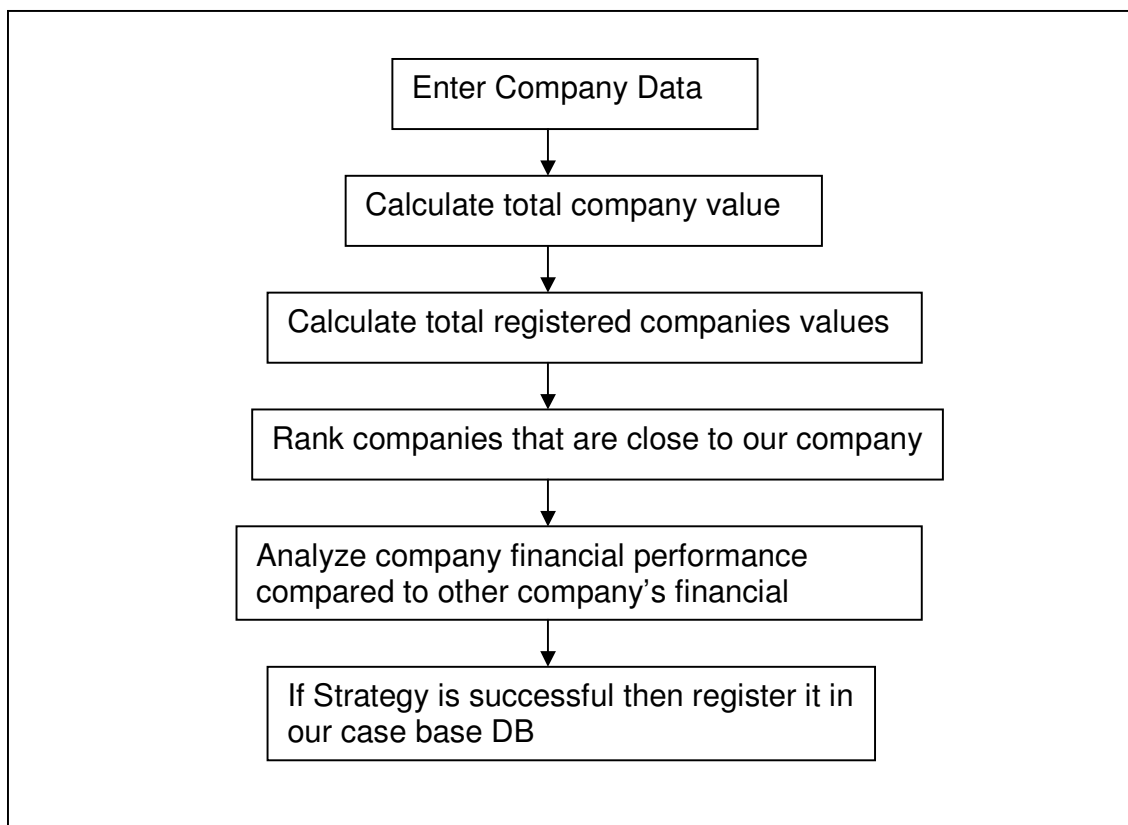 Enter Company Data
Calculate total company value
Calculate total registered companies values
Rank companies that are close to our company
Analyze company financial performance
compared to other company's financial
If Strategy is successful then register it in
our case base DB